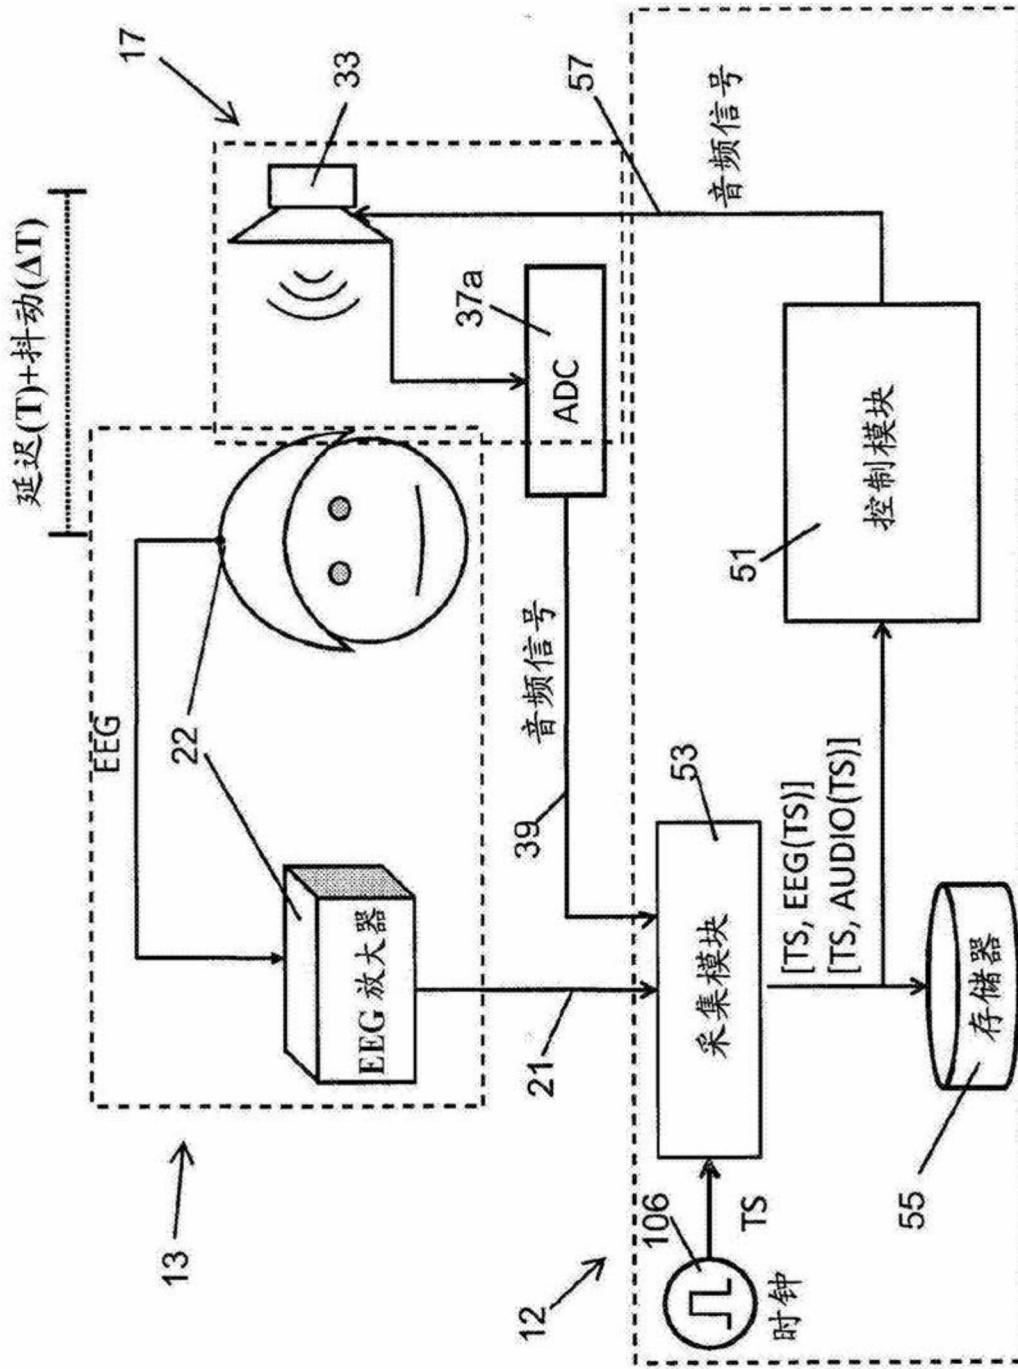 延迟(T)+抖动(ΔT)
17
33
EEG
22
13
EEG 放大器
37a
ADC
音频信号
57
音频信号
39
21
12
106
时钟
TS
53
采集模块
[TS, EEG(TS)]
[TS, AUDIO(TS)]
51
控制模块
55
存储器